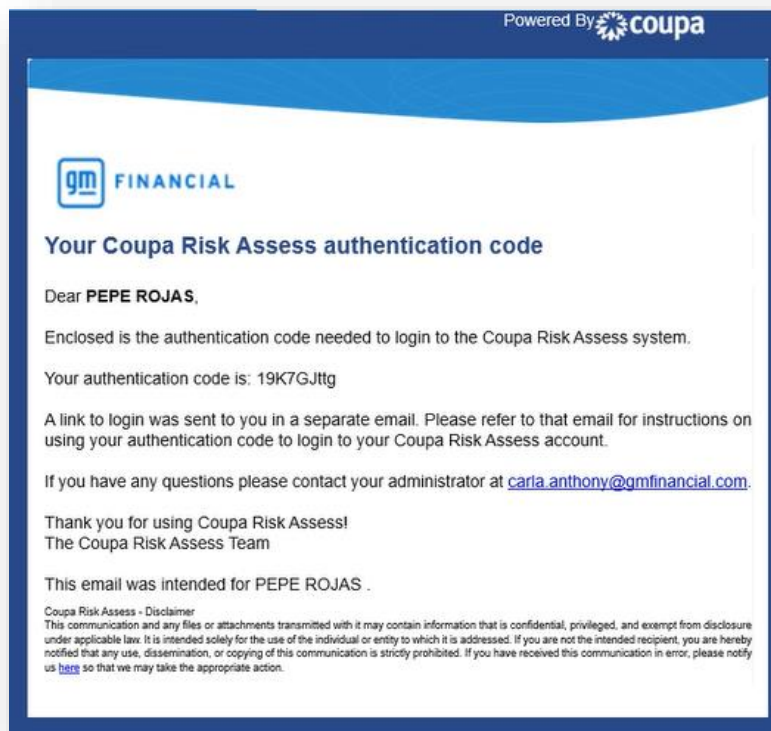 Powered By coupa
gm FINANCIAL
Your Coupa Risk Assess authentication code
Dear PEPE ROJAS,
Enclosed is the authentication code needed to login to the Coupa Risk Assess system.
Your authentication code is: 19K7GJttg
A link to login was sent to you in a separate email. Please refer to that email for instructions on
using your authentication code to login to your Coupa Risk Assess account.
If you have any questions please contact your administrator at carla.anthony@gmfinancial.com.
Thank you for using Coupa Risk Assess!
The Coupa Risk Assess Team
This email was intended for PEPE ROJAS .
Coupa Risk Assess - Disclaimer
This communication and any files or attachments transmitted with it may contain information that is confidential, privileged, and exempt from disclosure
under applicable law. It is intended solely for the use of the individual or entity to which it is addressed. If you are not the intended recipient, you are hereby
notified that any use, dissemination, or copying of this communication is strictly prohibited. If you have received this communication in error, please notify
us here so that we may take the appropriate action.